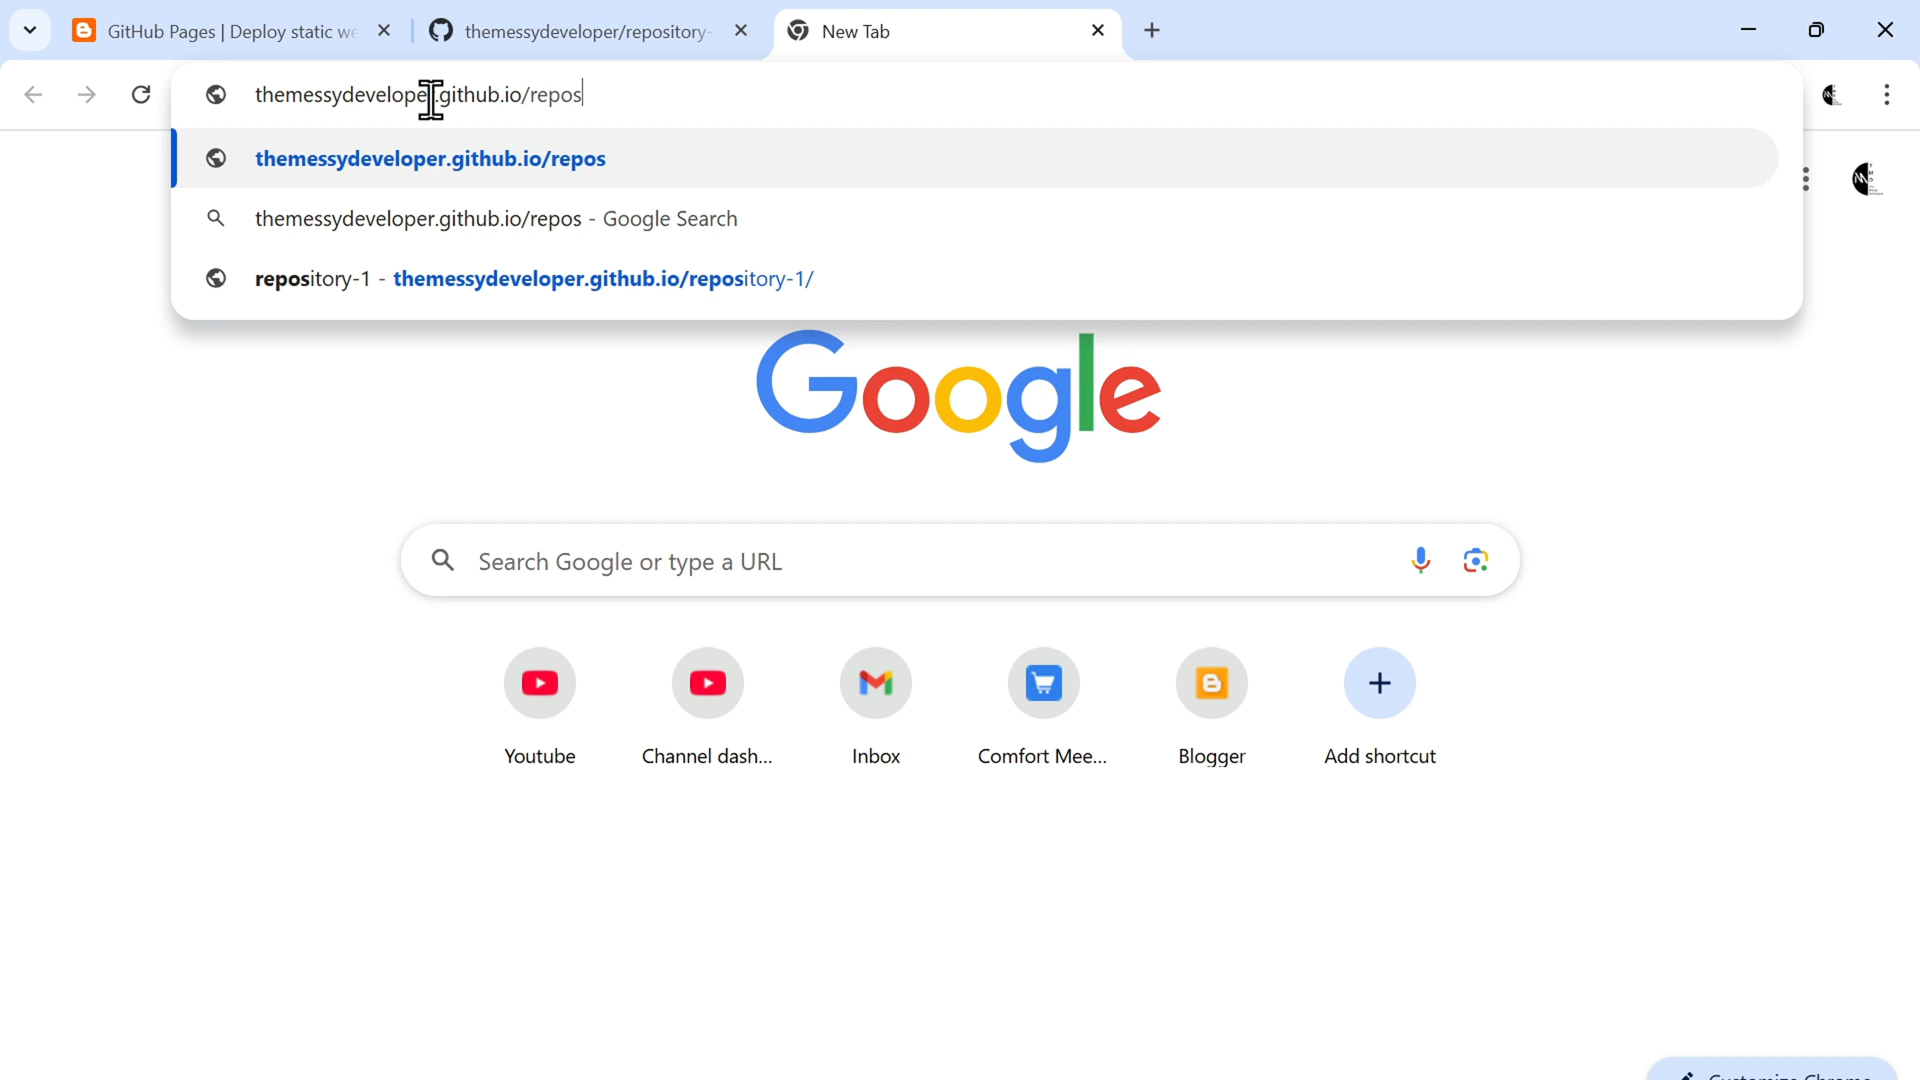 GitHub Pages | Deploy static we
themessydeveloper/repository-
New Tab
themessydeveloper.github.io/repos
themessydeveloper.github.io/repos
themessydeveloper.github.io/repos - Google Search
repository-1 - themessydeveloper.github.io/repository-1/
Google
Search Google or type a URL
Youtube
Channel dash...
Inbox
Comfort Mee...
Blogger
Add shortcut
Customize Chrome